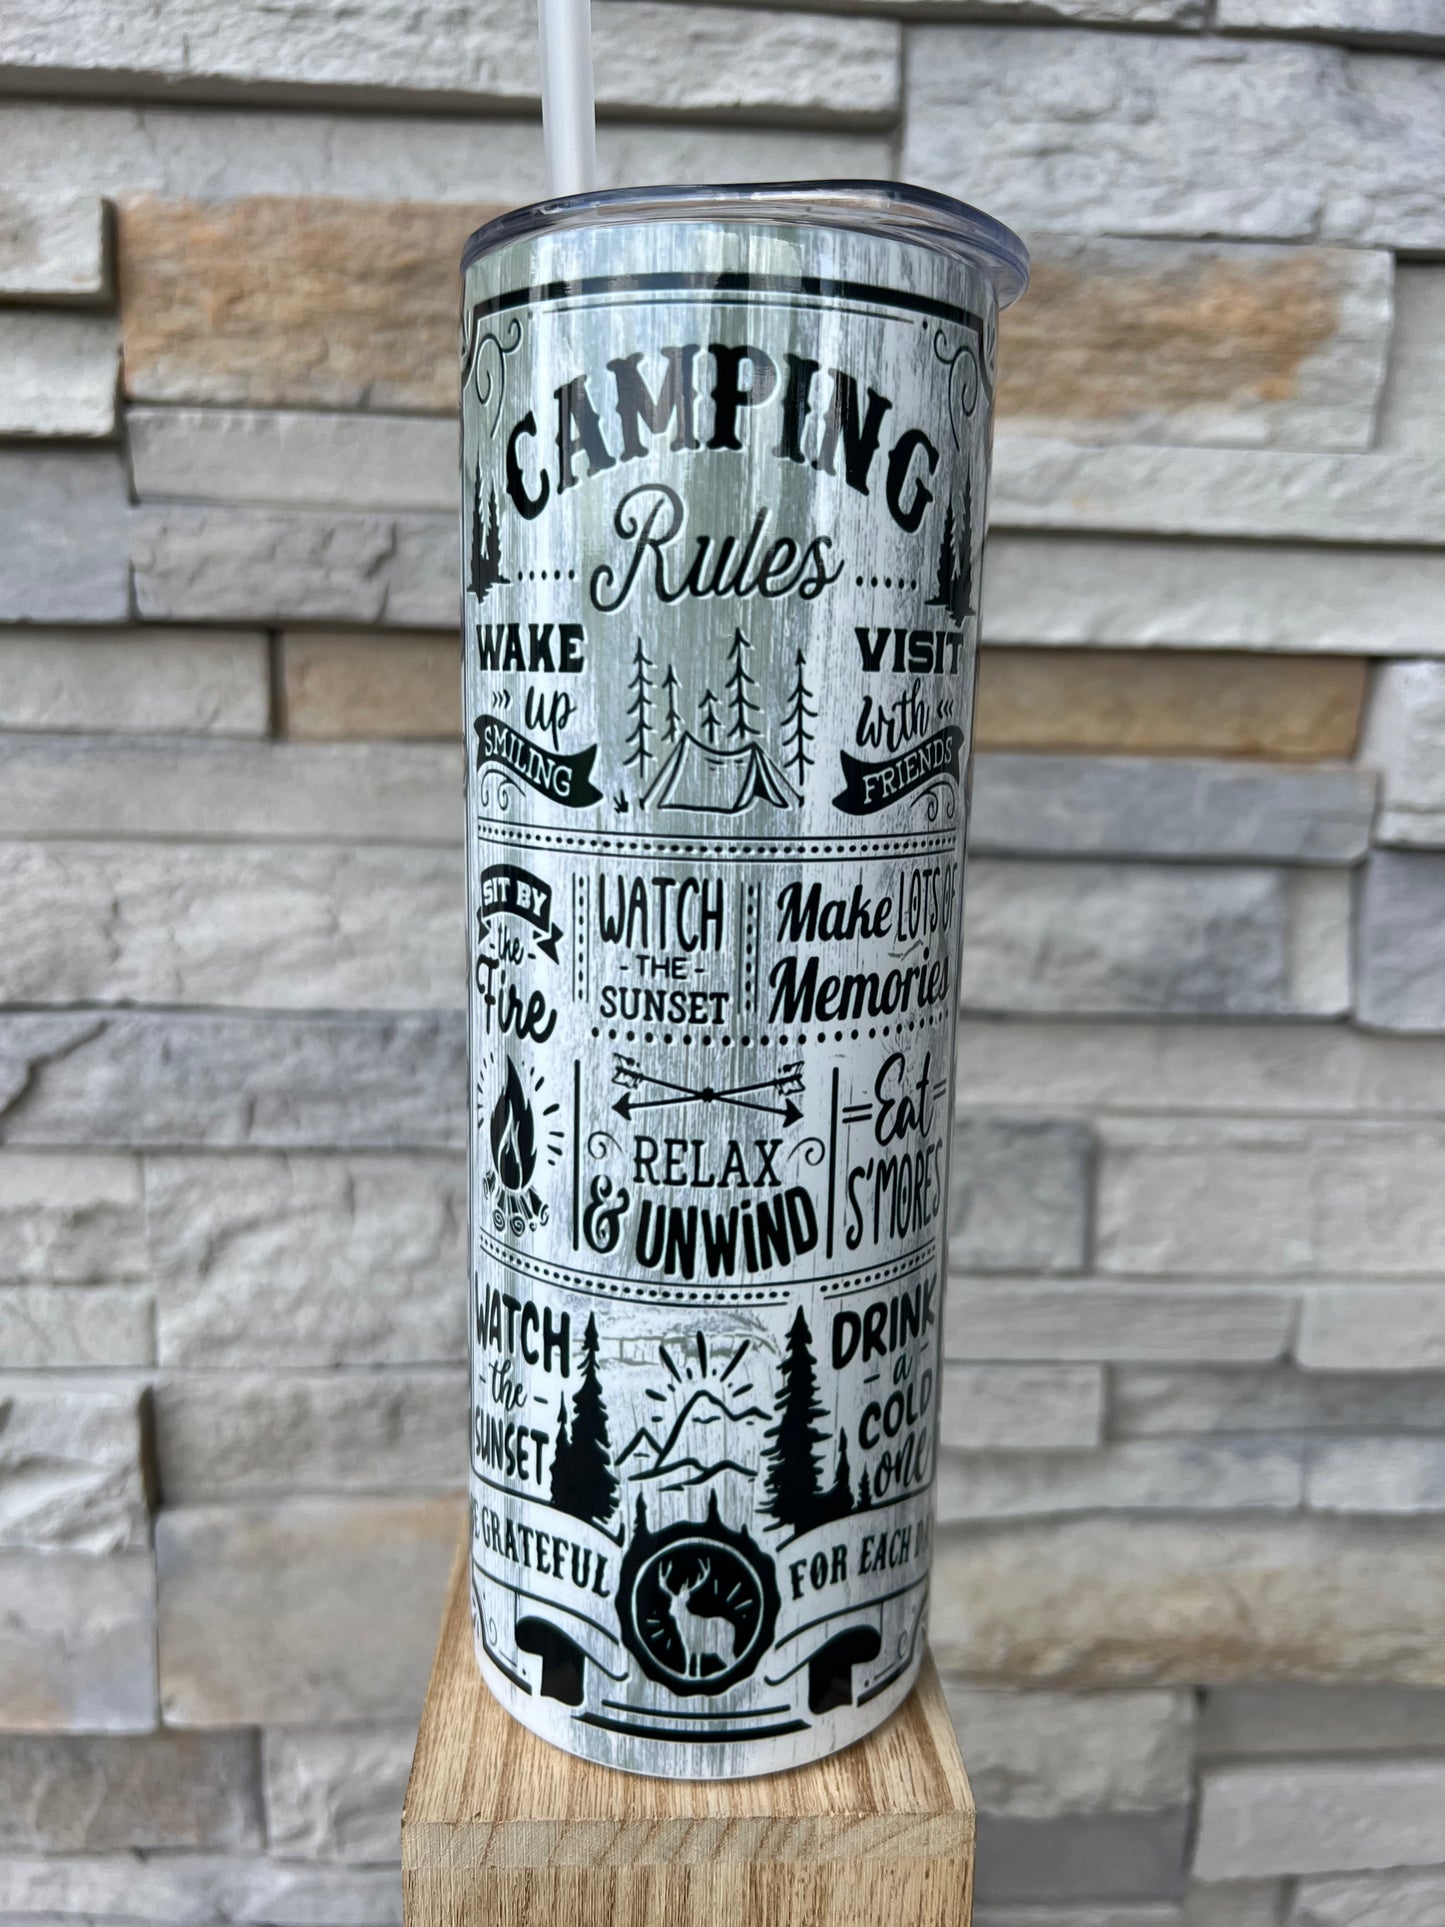 CAMPING
Rules
WAKE
up
SMILING
VISIT
with
FRIENDS
SIT BY
the
Fire
WATCH
- THE -
SUNSET
Make LOTS OF
Memories
RELAX
& UNWIND
Eat
S'MORES
WATCH
- the -
SUNSET
DRINK
- a -
COLD
one
GRATEFUL
FOR EACH